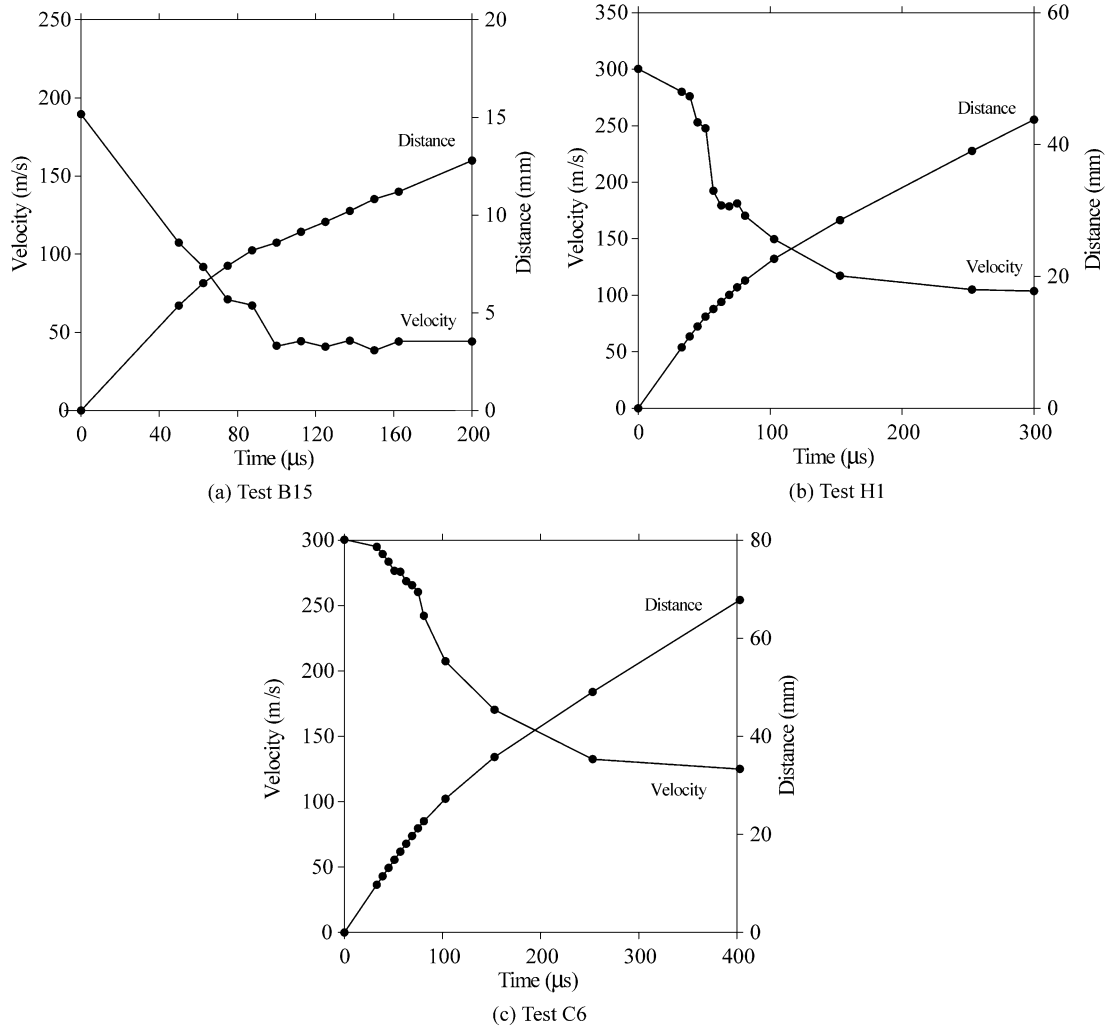 250
200
150
100
50
0
Velocity (m/s)
20
15
10
5
0
Distance (mm)
Distance
Velocity
0 40 80 120 160 200
Time (μs)
(a) Test B15
350
300
250
200
150
100
50
0
Velocity (m/s)
60
40
20
0
Distance (mm)
Distance
Velocity
0 100 200 300
Time (μs)
(b) Test H1
300
250
200
150
100
50
0
Velocity (m/s)
80
60
40
20
0
Distance (mm)
Distance
Velocity
0 100 200 300 400
Time (μs)
(c) Test C6